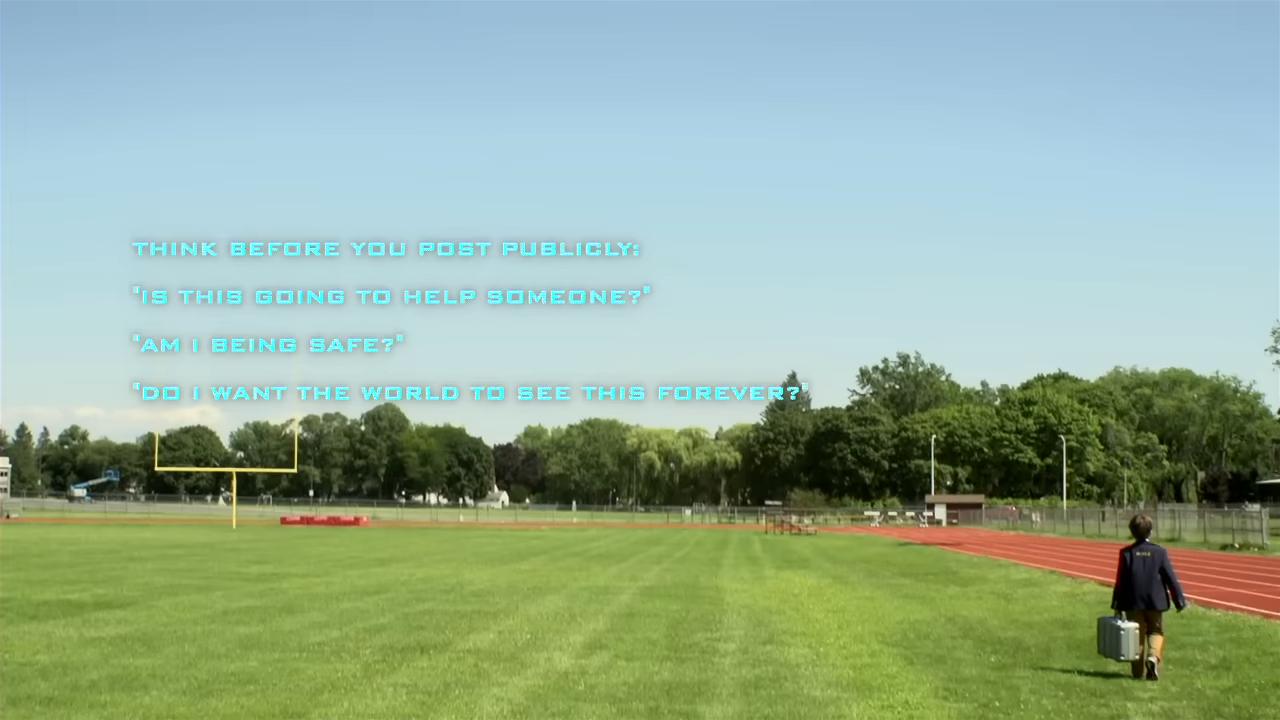 THINK BEFORE YOU POST PUBLICLY:
"IS THIS GOING TO HELP SOMEONE?"
"AM I BEING SAFE?"
"DO I WANT THE WORLD TO SEE THIS FOREVER?"